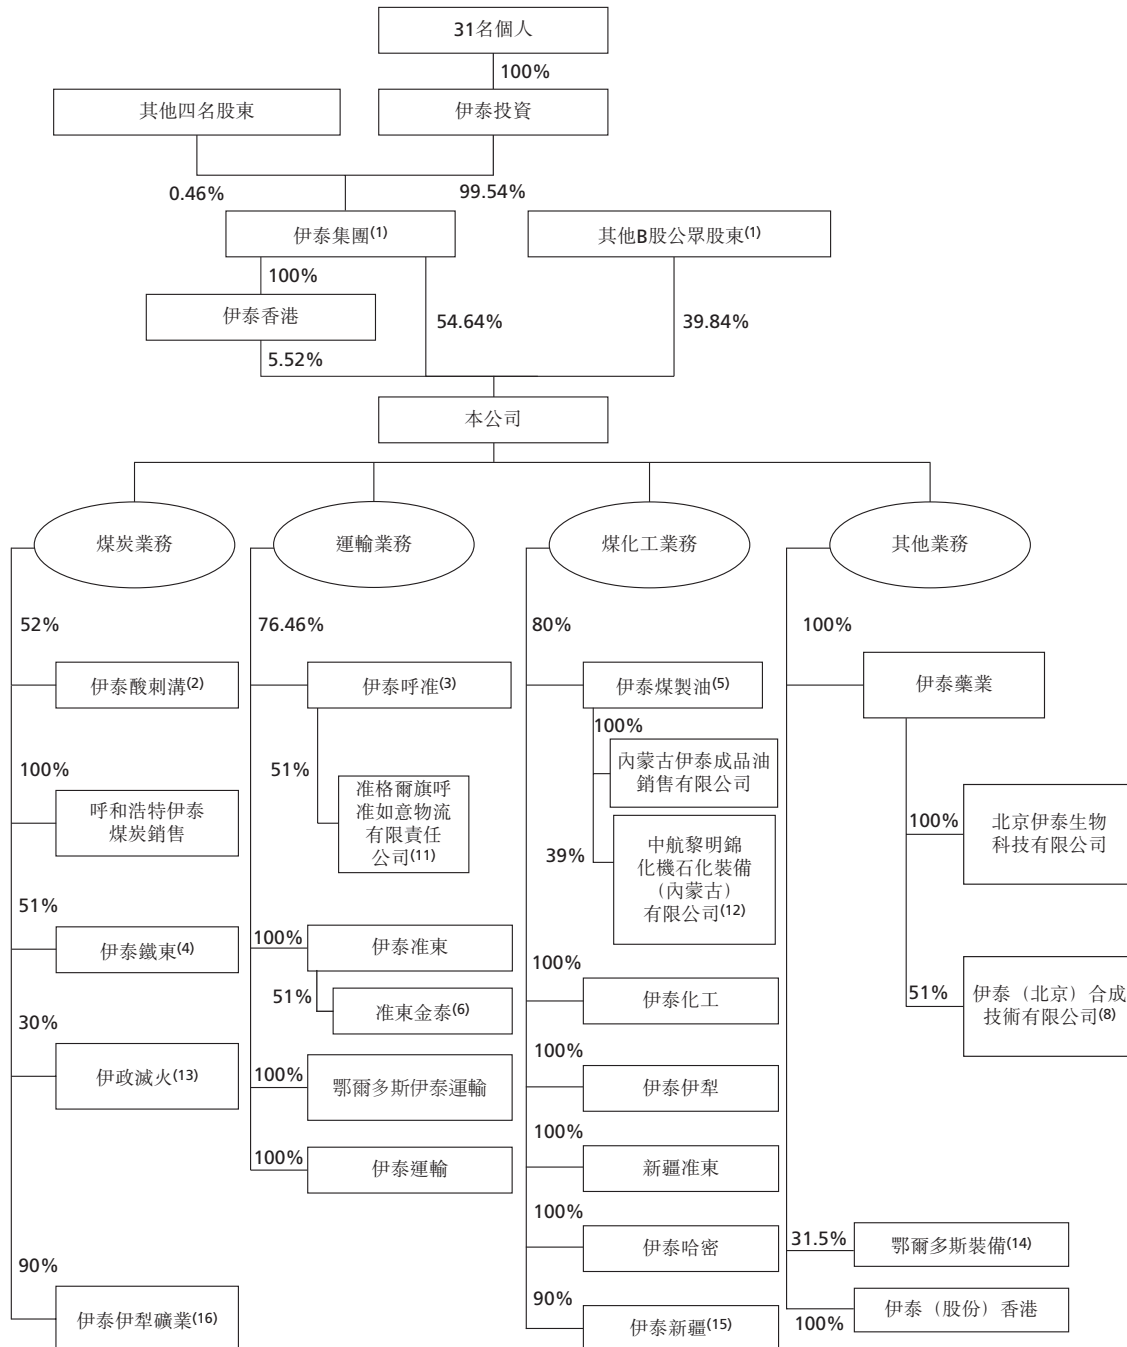 31名個人
100%
其他四名股東
伊泰投資
0.46%
99.54%
伊泰集團(1)
其他B股公眾股東(1)
100%
伊泰香港
54.64%
39.84%
5.52%
本公司
煤炭業務
運輸業務
煤化工業務
其他業務
52%
伊泰酸刺溝(2)
100%
呼和浩特伊泰
煤炭銷售
51%
伊泰鐵東(4)
30%
伊政滅火(13)
90%
伊泰伊犁礦業(16)
76.46%
伊泰呼准(3)
51%
准格爾旗呼
准如意物流
有限責任
公司(11)
100%
伊泰准東
51%
准東金泰(6)
100%
鄂爾多斯伊泰運輸
100%
伊泰運輸
80%
伊泰煤製油(5)
100%
內蒙古伊泰成品油
銷售有限公司
39%
中航黎明錦
化機石化裝備
（內蒙古）
有限公司(12)
100%
伊泰化工
100%
伊泰伊犁
100%
新疆准東
100%
伊泰哈密
90%
伊泰新疆(15)
100%
伊泰藥業
100%
北京伊泰生物
科技有限公司
51%
伊泰（北京）合成
技術有限公司(8)
31.5%
鄂爾多斯裝備(14)
伊泰（股份）香港
100%